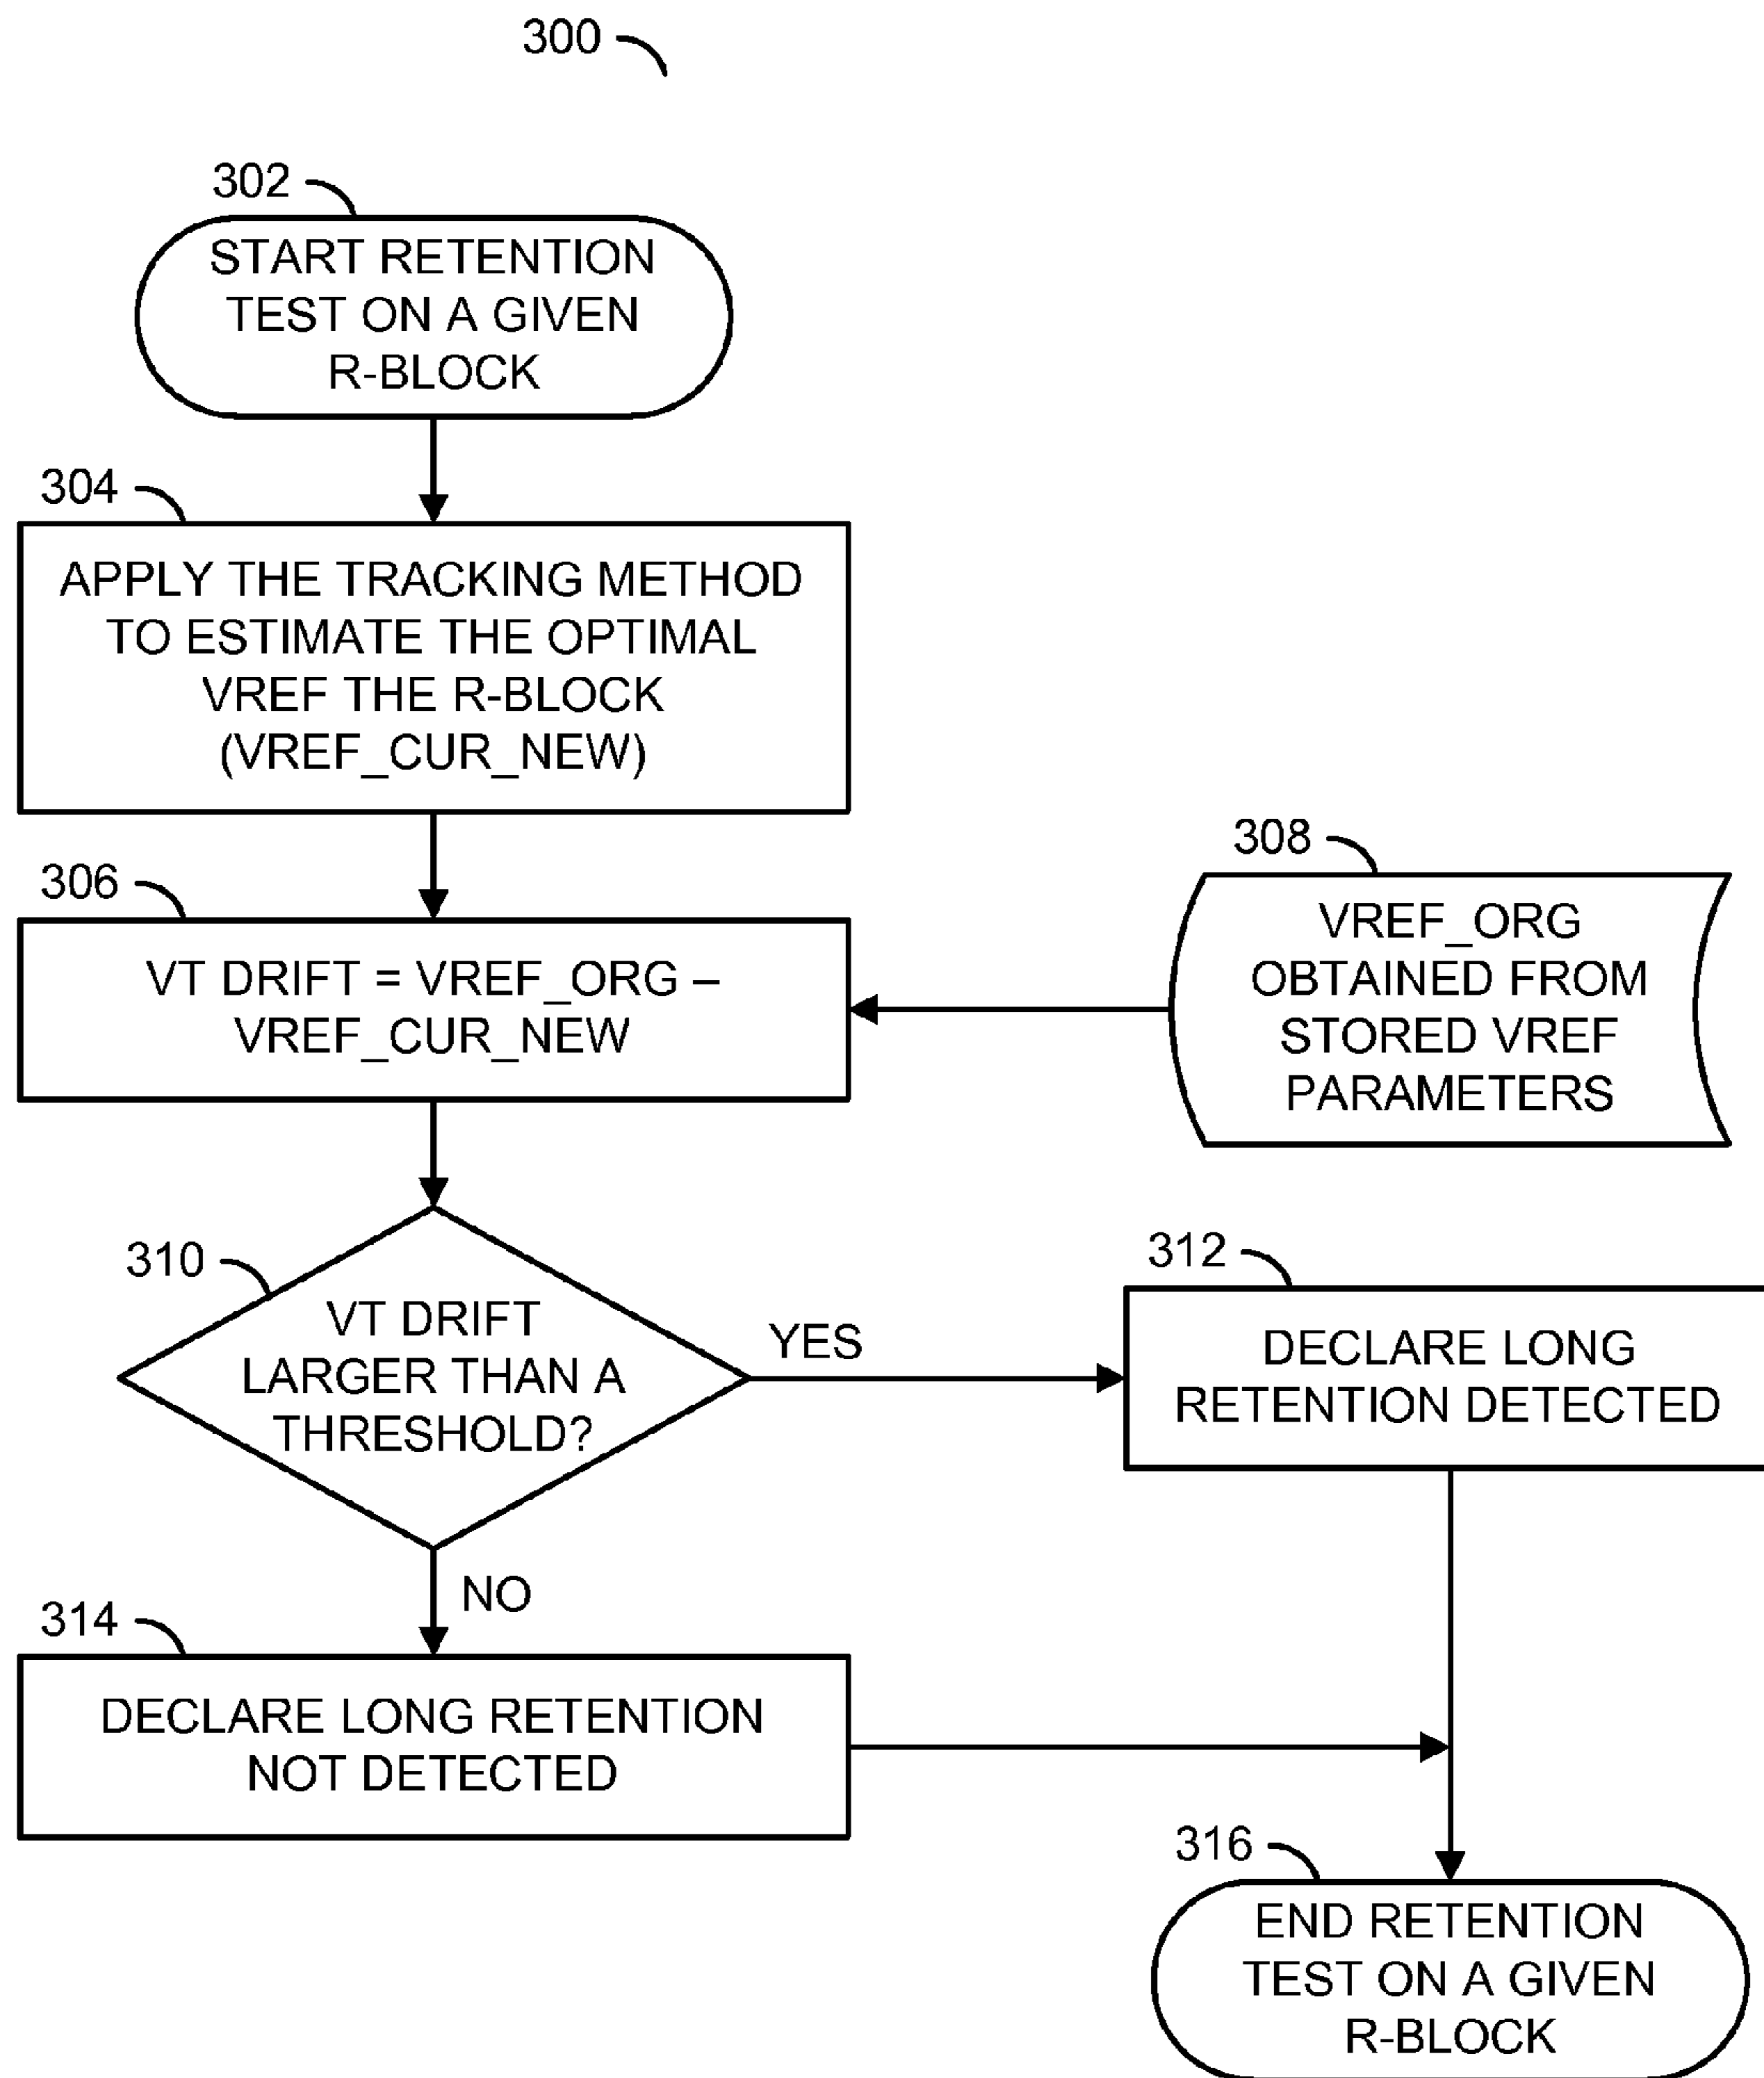 300
302
START RETENTION
TEST ON A GIVEN
R-BLOCK
304
APPLY THE TRACKING METHOD
TO ESTIMATE THE OPTIMAL
VREF THE R-BLOCK
(VREF_CUR_NEW)
306
VT DRIFT = VREF_ORG –
VREF_CUR_NEW
308
VREF_ORG
OBTAINED FROM
STORED VREF
PARAMETERS
310
VT DRIFT
LARGER THAN A
THRESHOLD?
YES
312
DECLARE LONG
RETENTION DETECTED
NO
314
DECLARE LONG RETENTION
NOT DETECTED
316
END RETENTION
TEST ON A GIVEN
R-BLOCK